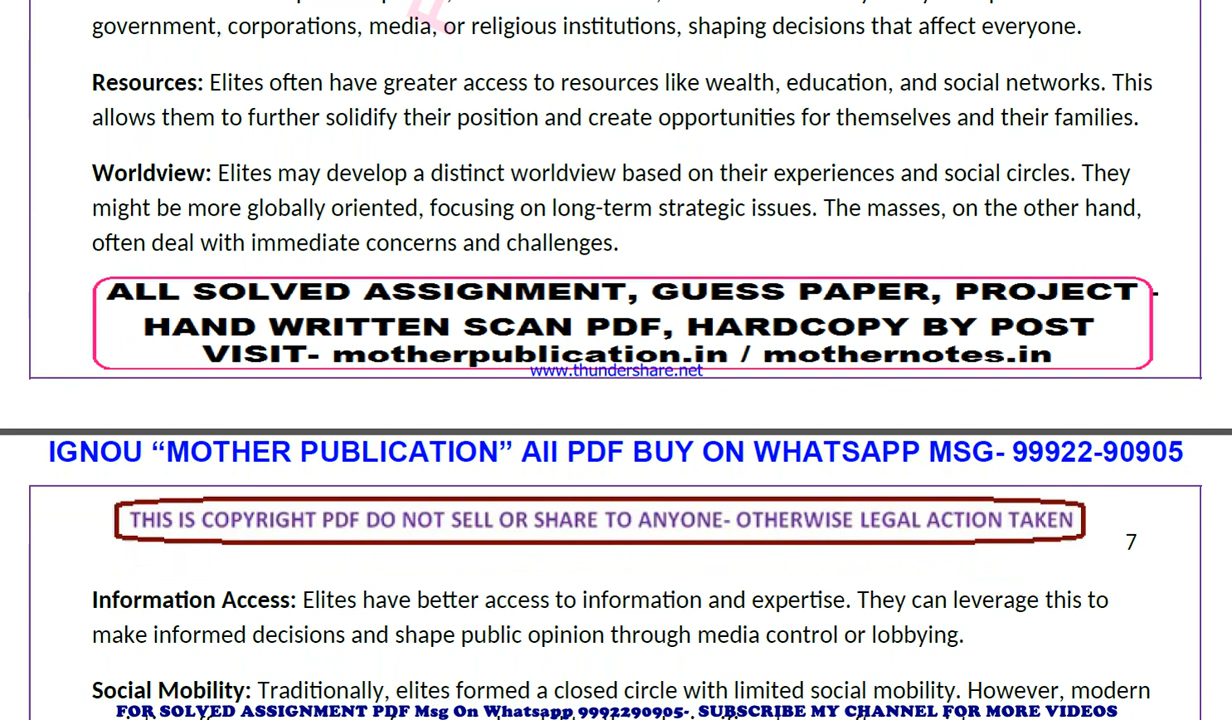 government, corporations, media, or religious institutions, shaping decisions that affect everyone.
Resources: Elites often have greater access to resources like wealth, education, and social networks. This
allows them to further solidify their position and create opportunities for themselves and their families.
Worldview: Elites may develop a distinct worldview based on their experiences and social circles. They
might be more globally oriented, focusing on long-term strategic issues. The masses, on the other hand,
often deal with immediate concerns and challenges.
ALL SOLVED ASSIGNMENT, GUESS PAPER, PROJECT -
HAND WRITTEN SCAN PDF, HARDCOPY BY POST
VISIT- motherpublication.in / mothernotes.in
www.thundershare.net
IGNOU “MOTHER PUBLICATION” All PDF BUY ON WHATSAPP MSG- 99922-90905
THIS IS COPYRIGHT PDF DO NOT SELL OR SHARE TO ANYONE- OTHERWISE LEGAL ACTION TAKEN
7
Information Access: Elites have better access to information and expertise. They can leverage this to
make informed decisions and shape public opinion through media control or lobbying.
Social Mobility: Traditionally, elites formed a closed circle with limited social mobility. However, modern
FOR SOLVED ASSIGNMENT PDF Msg On Whatsapp 9992290905-. SUBSCRIBE MY CHANNEL FOR MORE VIDEOS